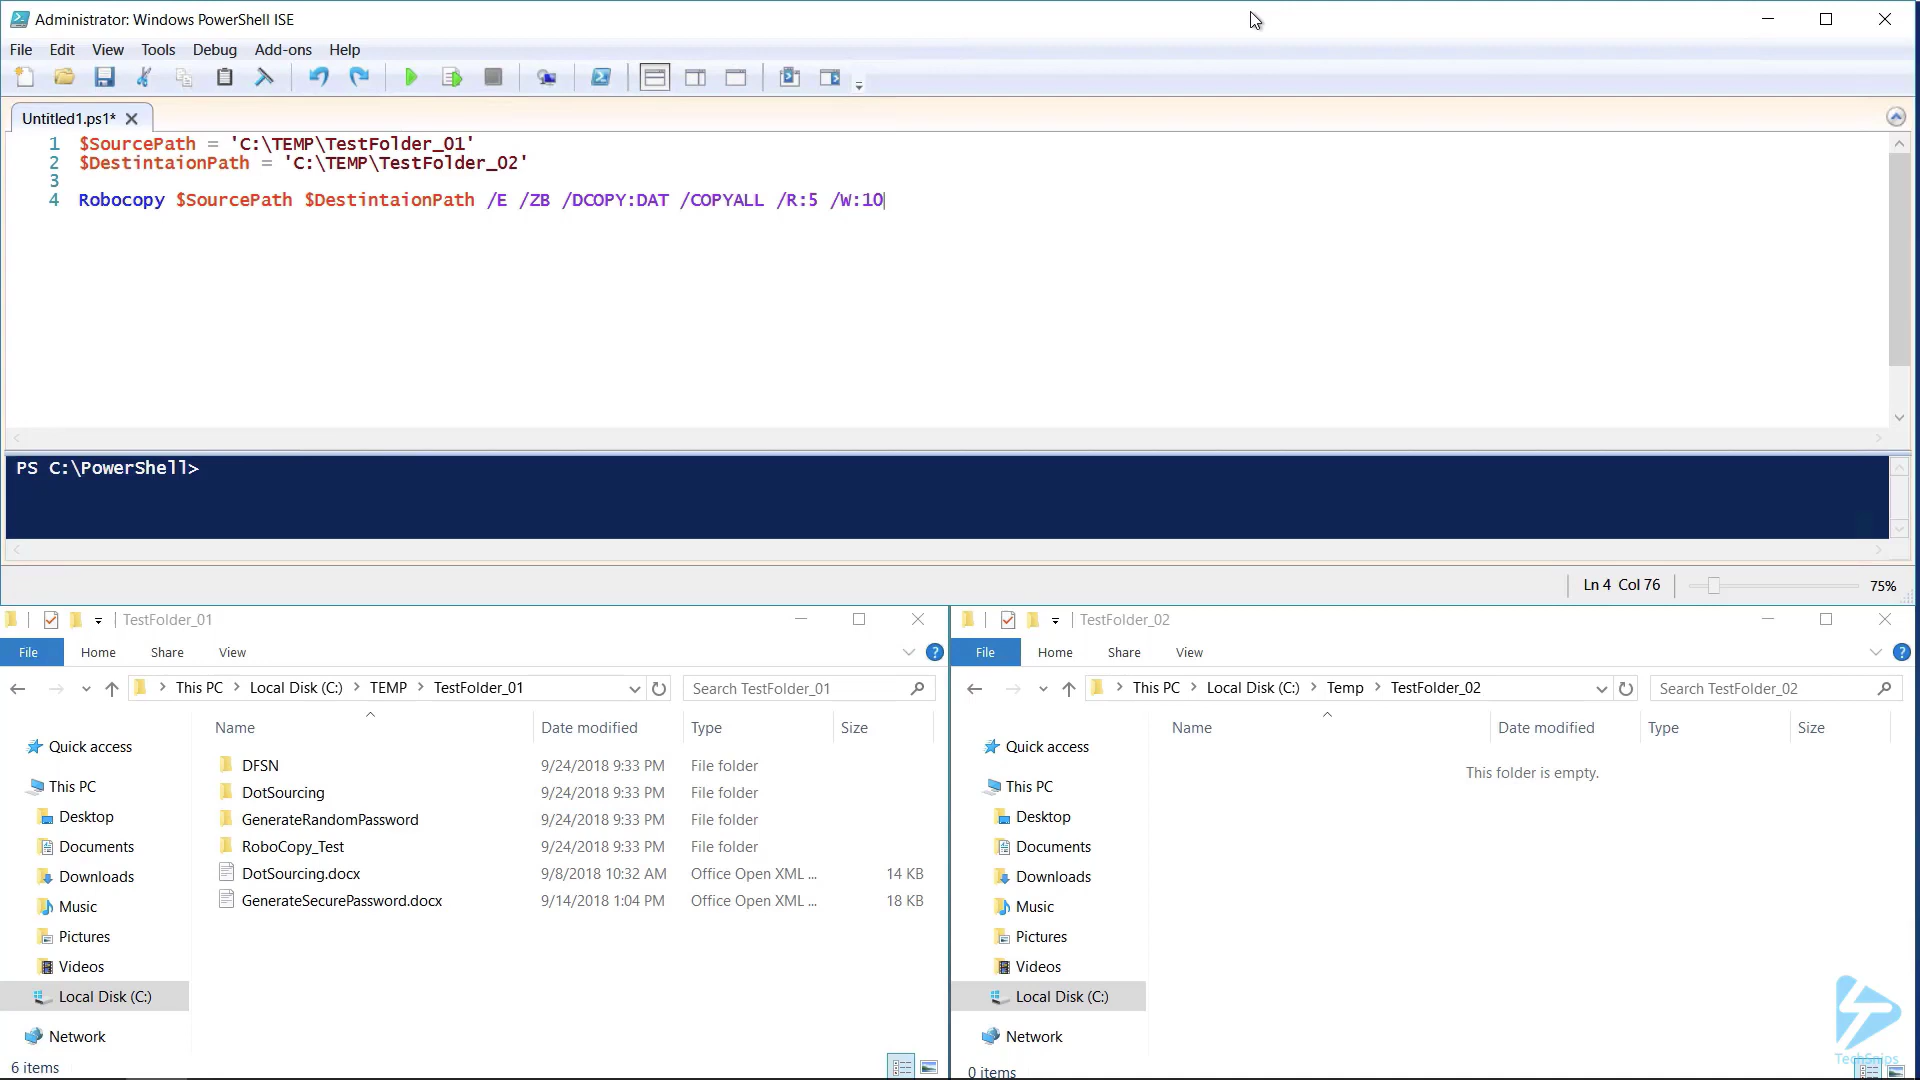 Administrator: Windows PowerShell ISE
File Edit View Tools Debug Add-ons Help
Untitled1.ps1*
1 $SourcePath = 'C:\TEMP\TestFolder_01'
2 $DestintaionPath = 'C:\TEMP\TestFolder_02'
3
4 Robocopy $SourcePath $DestintaionPath /E /ZB /DCOPY:DAT /COPYALL /R:5 /W:10
PS C:\PowerShell>
Ln 4 Col 76 75%
TestFolder_01
File Home Share View
This PC Local Disk (C:) TEMP TestFolder_01 Search TestFolder_01
Name Date modified Type Size
Quick access
This PC
Desktop
Documents
Downloads
Music
Pictures
Videos
Local Disk (C:)
Network
DFSN 9/24/2018 9:33 PM File folder
DotSourcing 9/24/2018 9:33 PM File folder
GenerateRandomPassword 9/24/2018 9:33 PM File folder
RoboCopy_Test 9/24/2018 9:33 PM File folder
DotSourcing.docx 9/8/2018 10:32 AM Office Open XML ... 14 KB
GenerateSecurePassword.docx 9/14/2018 1:04 PM Office Open XML ... 18 KB
6 items
TestFolder_02
File Home Share View
This PC Local Disk (C:) Temp TestFolder_02 Search TestFolder_02
Name Date modified Type Size
Quick access
This PC
Desktop
Documents
Downloads
Music
Pictures
Videos
Local Disk (C:)
Network
This folder is empty.
0 items
TechSnips